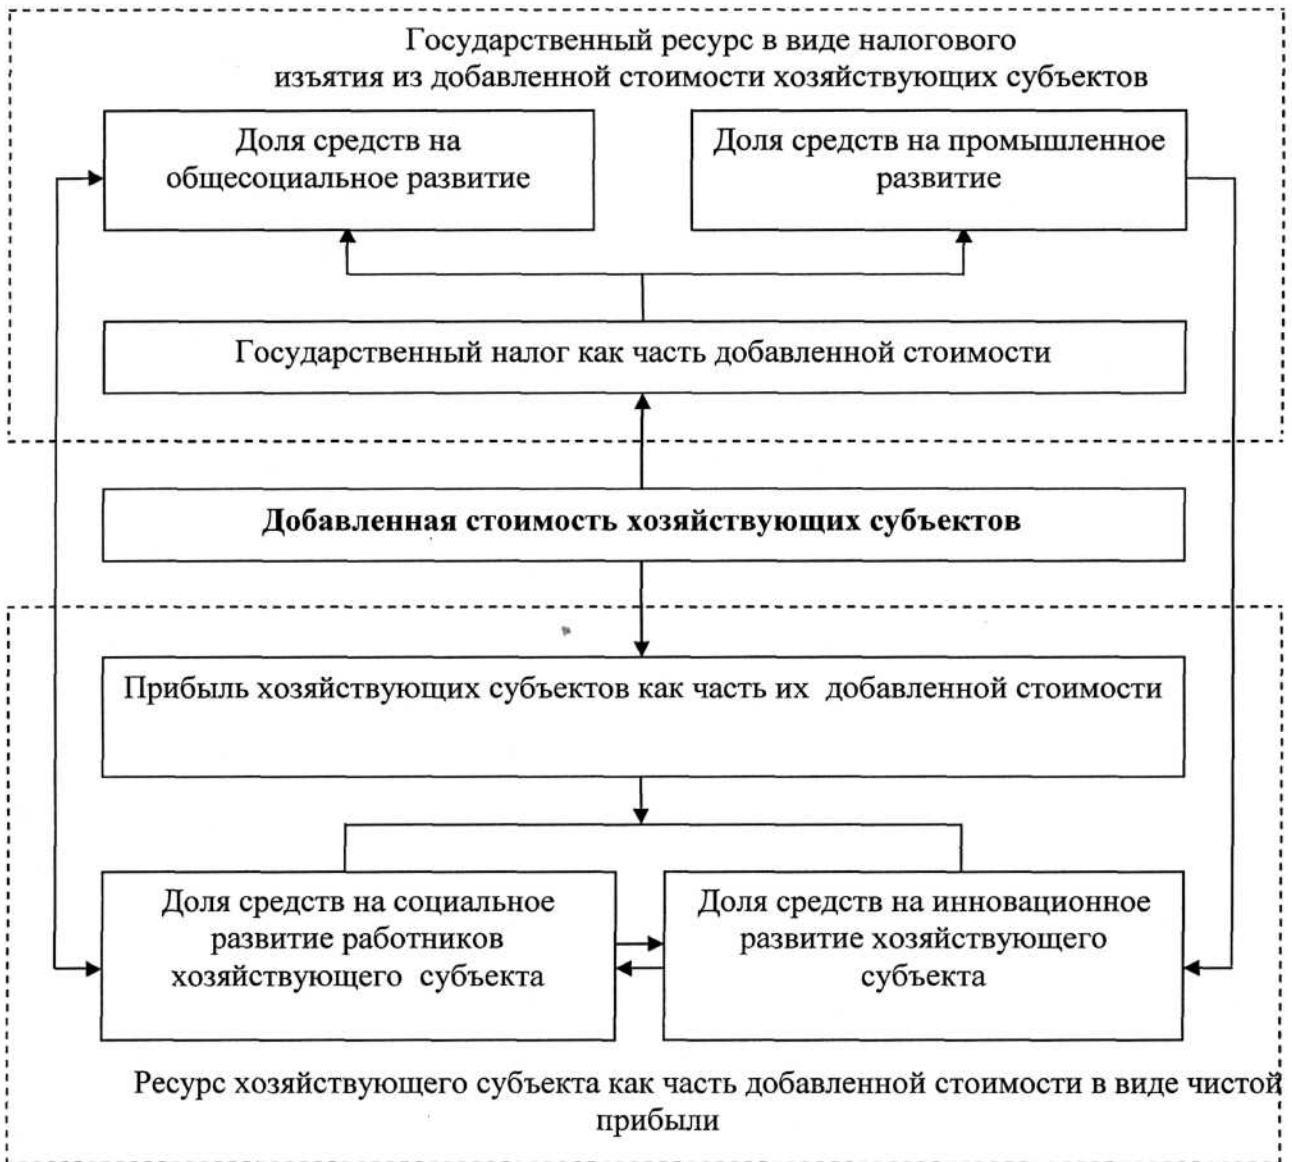 Государственный ресурс в виде налогового
изъятия из добавленной стоимости хозяйствующих субъектов
Доля средств на
общесоциальное развитие
Доля средств на промышленное
развитие
Государственный налог как часть добавленной стоимости
Добавленная стоимость хозяйствующих субъектов
Прибыль хозяйствующих субъектов как часть их добавленной стоимости
Доля средств на социальное
развитие работников
хозяйствующего субъекта
Доля средств на инновационное
развитие хозяйствующего
субъекта
Ресурс хозяйствующего субъекта как часть добавленной стоимости в виде чистой
прибыли